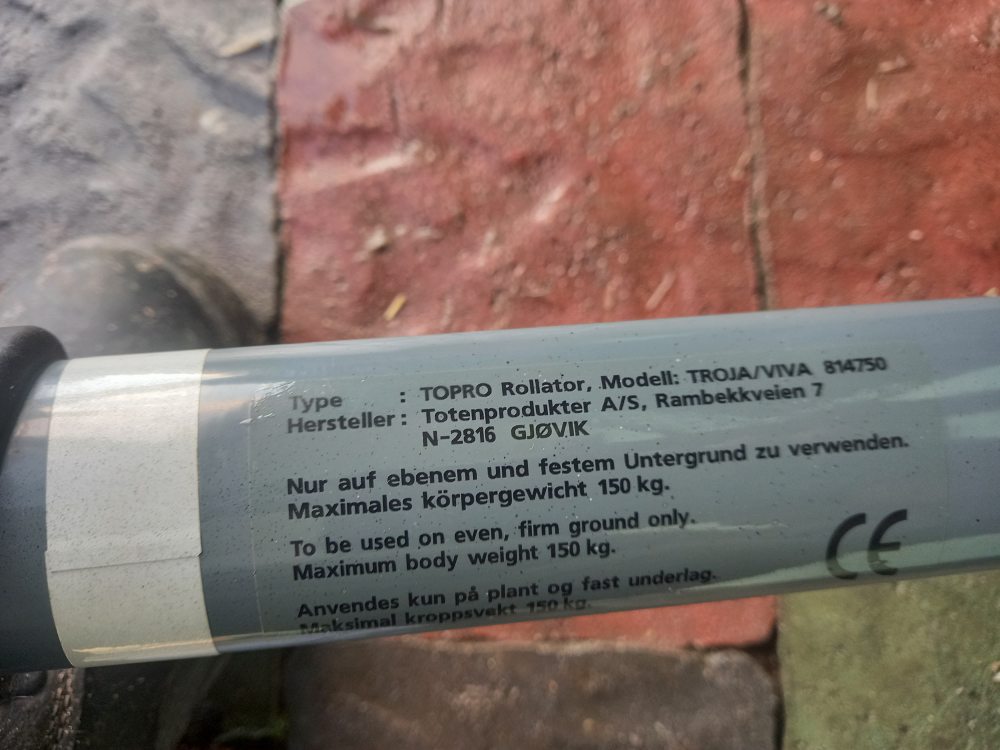 Type : TOPRO Rollator, Modell: TROJA/VIVA 814750
Hersteller : Totenprodukter A/S, Rambekkveien 7
N-2816 GJØVIK
Nur auf ebenem und festem Untergrund zu verwenden.
Maximales körpergewicht 150 kg.
To be used on even, firm ground only.
Maximum body weight 150 kg.
CE
Anvendes kun på plant og fast underlag.
Maksimal kroppsvekt 150 kg.